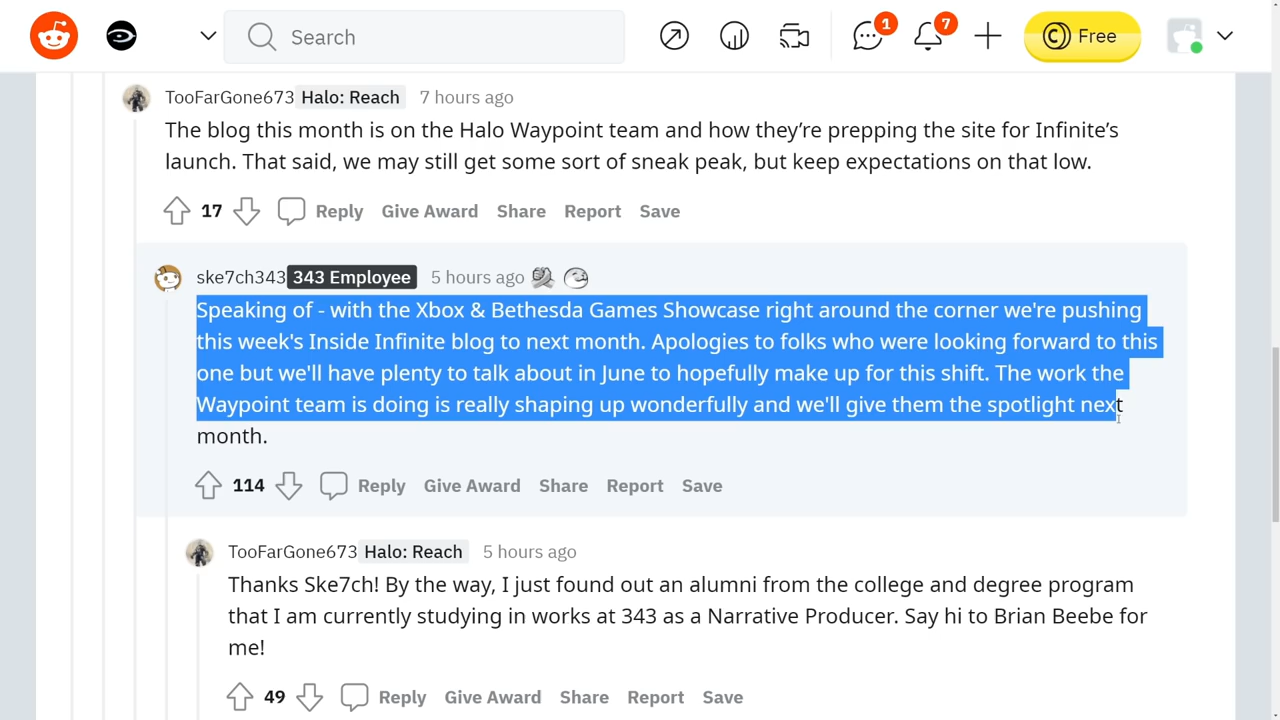 Search
1
7
Free
TooFarGone673 Halo: Reach 7 hours ago
The blog this month is on the Halo Waypoint team and how they’re prepping the site for Infinite’s
launch. That said, we may still get some sort of sneak peak, but keep expectations on that low.
17 Reply Give Award Share Report Save
ske7ch343 343 Employee 5 hours ago
Speaking of - with the Xbox & Bethesda Games Showcase right around the corner we're pushing
this week's Inside Infinite blog to next month. Apologies to folks who were looking forward to this
one but we'll have plenty to talk about in June to hopefully make up for this shift. The work the
Waypoint team is doing is really shaping up wonderfully and we'll give them the spotlight next
month.
114 Reply Give Award Share Report Save
TooFarGone673 Halo: Reach 5 hours ago
Thanks Ske7ch! By the way, I just found out an alumni from the college and degree program
that I am currently studying in works at 343 as a Narrative Producer. Say hi to Brian Beebe for
me!
49 Reply Give Award Share Report Save